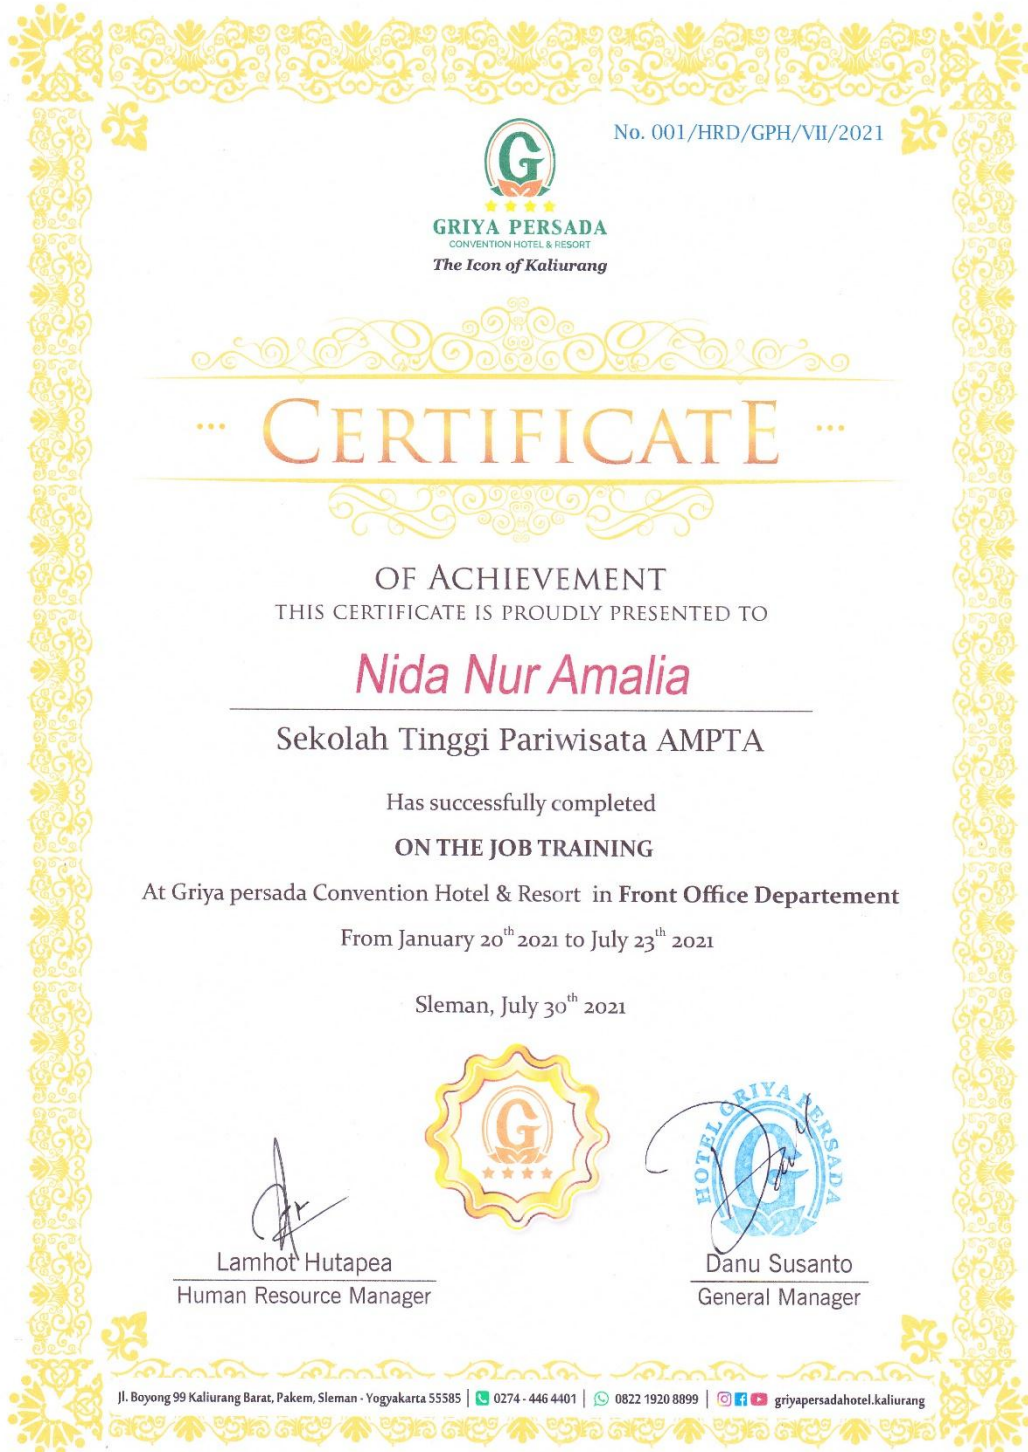 No. 001/HRD/GPH/VII/2021
G
GRIYA PERSADA
CONVENTION HOTEL & RESORT
The Icon of Kaliurang
CERTIFICATE
OF ACHIEVEMENT
THIS CERTIFICATE IS PROUDLY PRESENTED TO
Nida Nur Amalia
Sekolah Tinggi Pariwisata AMPTA
Has successfully completed
ON THE JOB TRAINING
At Griya persada Convention Hotel & Resort in Front Office Departement
From January 20th 2021 to July 23th 2021
Sleman, July 30th 2021
G
HOTEL GRIYA PERSADA
G
Lamhot Hutapea
Human Resource Manager
Danu Susanto
General Manager
Jl. Boyong 99 Kaliurang Barat, Pakem, Sleman - Yogyakarta 55585 | 0274 - 446 4401 | 0822 1920 8899 | griyapersadahotel.kaliurang